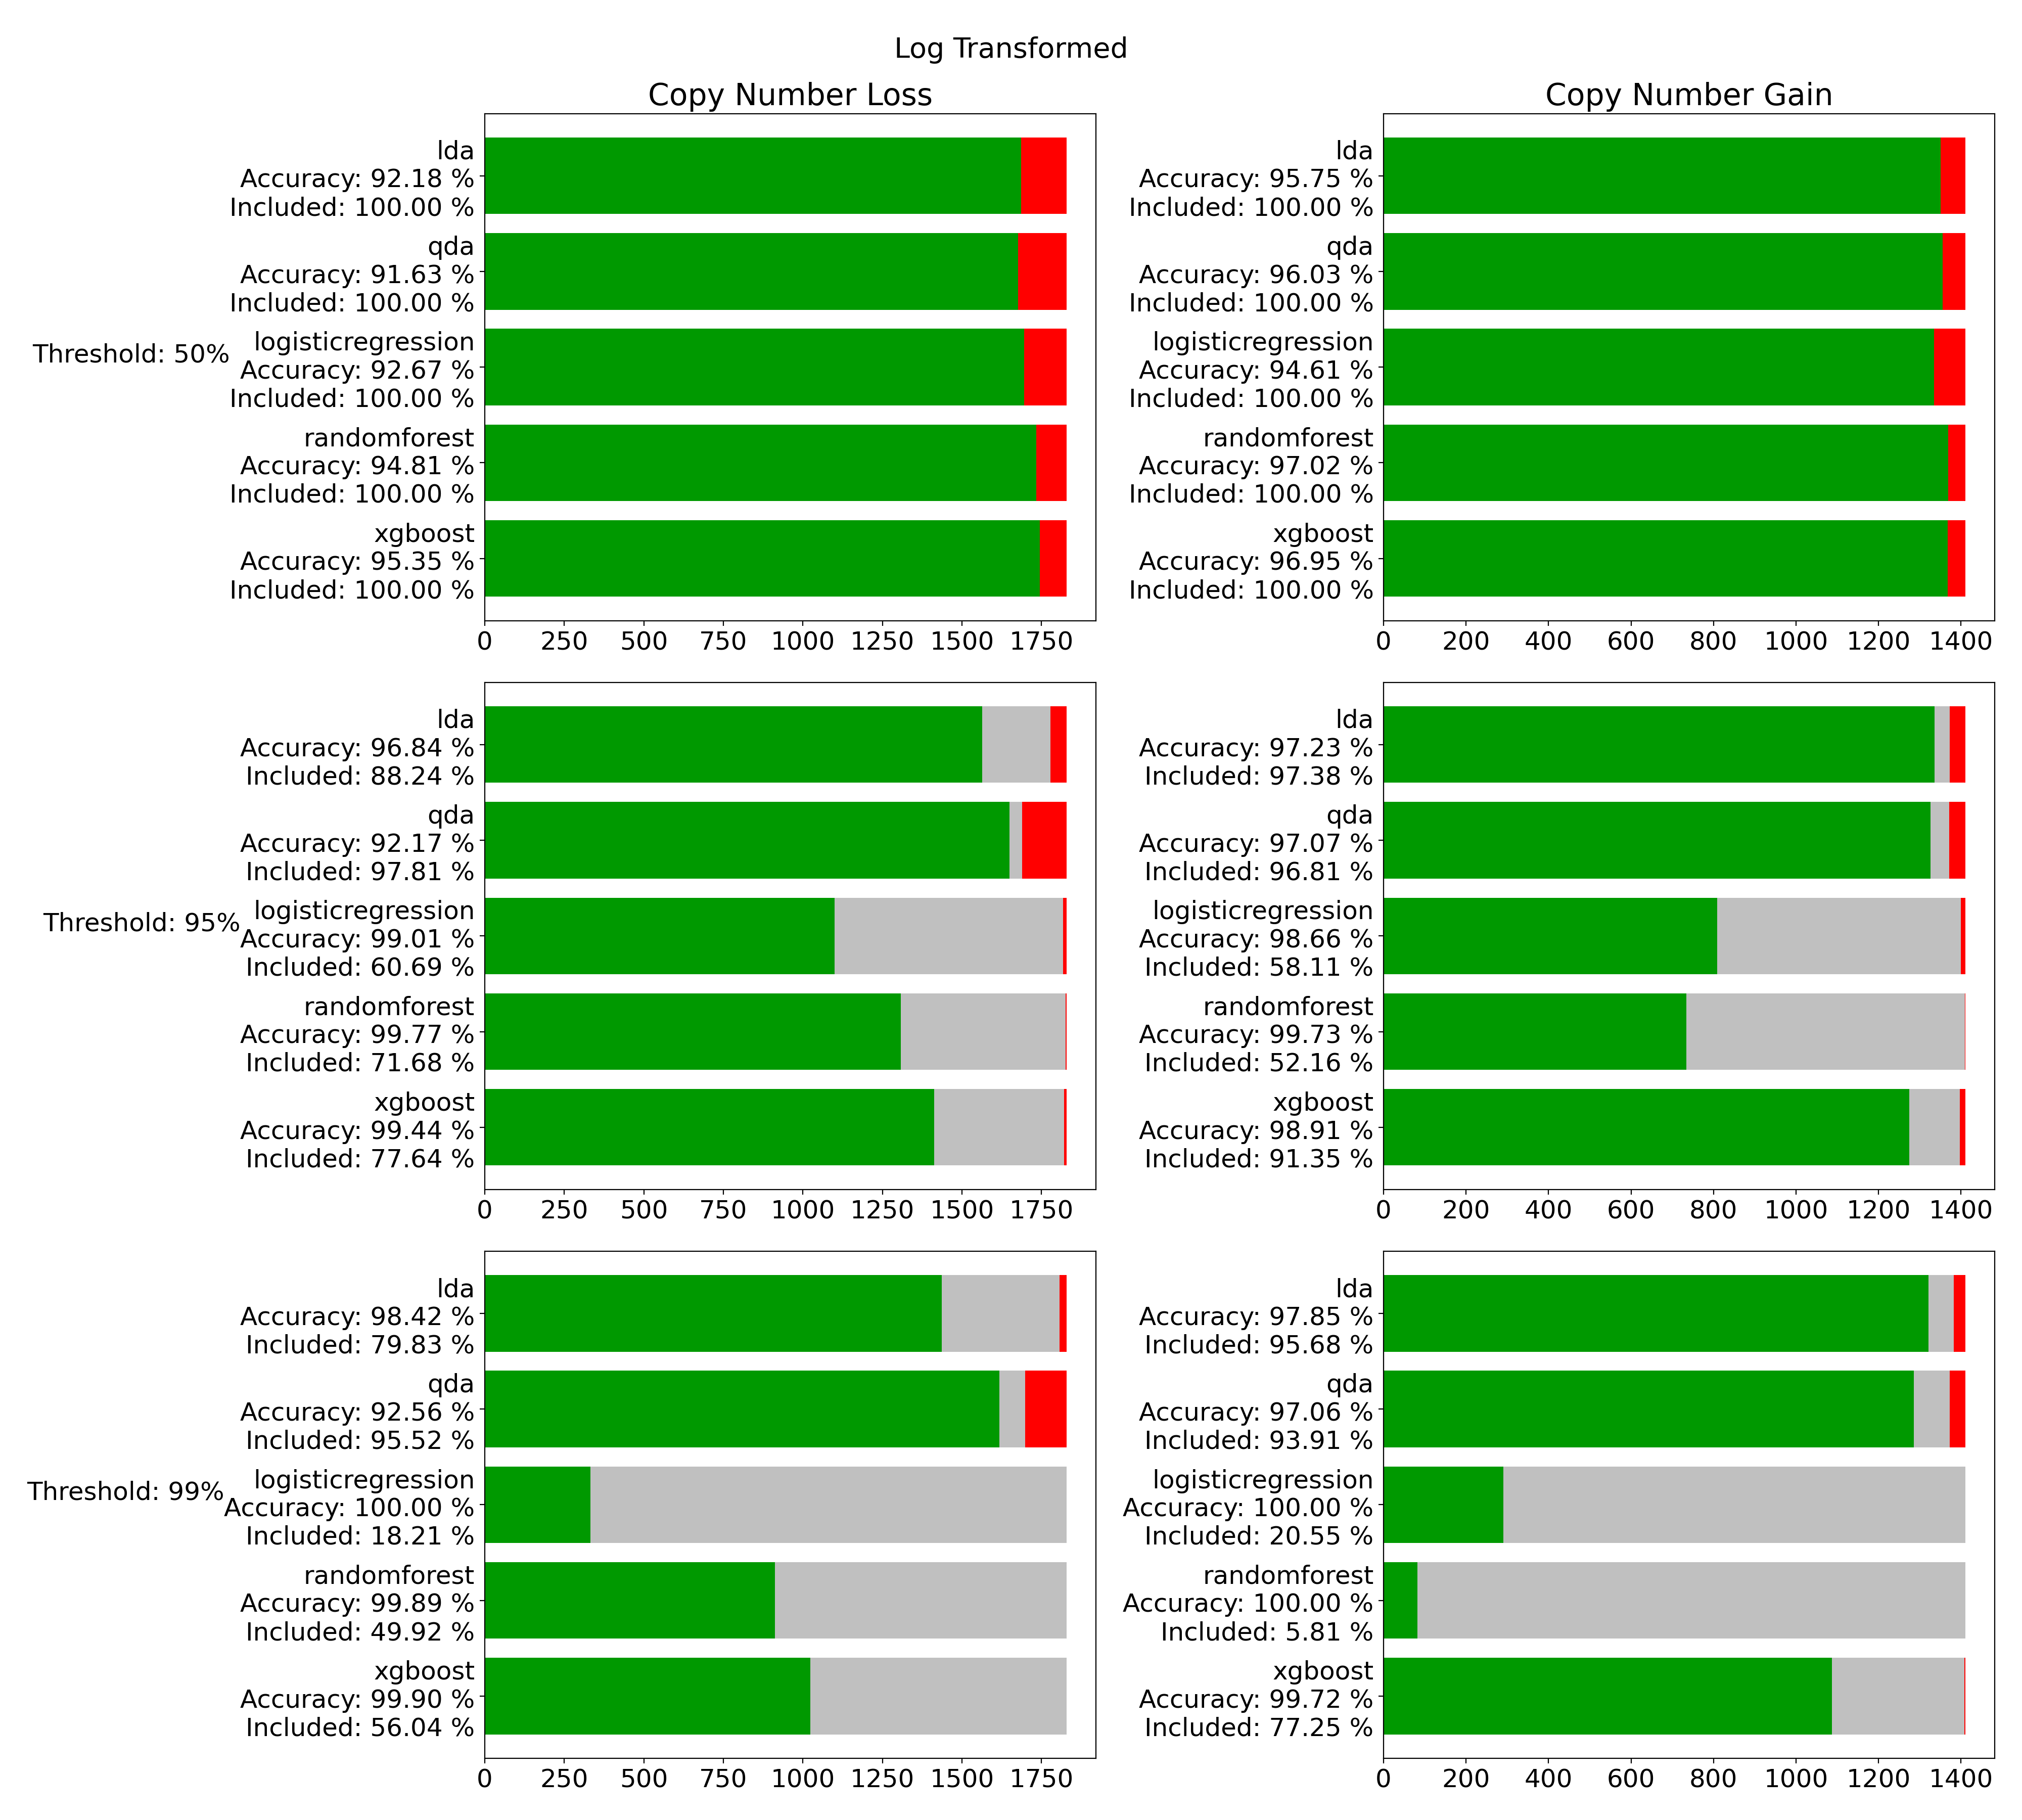 Log Transformed
Copy Number Loss
Copy Number Gain
Threshold: 50%
lda
Accuracy: 92.18 %
Included: 100.00 %
qda
Accuracy: 91.63 %
Included: 100.00 %
logisticregression
Accuracy: 92.67 %
Included: 100.00 %
randomforest
Accuracy: 94.81 %
Included: 100.00 %
xgboost
Accuracy: 95.35 %
Included: 100.00 %
0 250 500 750 1000 1250 1500 1750
lda
Accuracy: 95.75 %
Included: 100.00 %
qda
Accuracy: 96.03 %
Included: 100.00 %
logisticregression
Accuracy: 94.61 %
Included: 100.00 %
randomforest
Accuracy: 97.02 %
Included: 100.00 %
xgboost
Accuracy: 96.95 %
Included: 100.00 %
0 200 400 600 800 1000 1200 1400
Threshold: 95%
lda
Accuracy: 96.84 %
Included: 88.24 %
qda
Accuracy: 92.17 %
Included: 97.81 %
logisticregression
Accuracy: 99.01 %
Included: 60.69 %
randomforest
Accuracy: 99.77 %
Included: 71.68 %
xgboost
Accuracy: 99.44 %
Included: 77.64 %
0 250 500 750 1000 1250 1500 1750
lda
Accuracy: 97.23 %
Included: 97.38 %
qda
Accuracy: 97.07 %
Included: 96.81 %
logisticregression
Accuracy: 98.66 %
Included: 58.11 %
randomforest
Accuracy: 99.73 %
Included: 52.16 %
xgboost
Accuracy: 98.91 %
Included: 91.35 %
0 200 400 600 800 1000 1200 1400
Threshold: 99%
lda
Accuracy: 98.42 %
Included: 79.83 %
qda
Accuracy: 92.56 %
Included: 95.52 %
logisticregression
Accuracy: 100.00 %
Included: 18.21 %
randomforest
Accuracy: 99.89 %
Included: 49.92 %
xgboost
Accuracy: 99.90 %
Included: 56.04 %
0 250 500 750 1000 1250 1500 1750
lda
Accuracy: 97.85 %
Included: 95.68 %
qda
Accuracy: 97.06 %
Included: 93.91 %
logisticregression
Accuracy: 100.00 %
Included: 20.55 %
randomforest
Accuracy: 100.00 %
Included: 5.81 %
xgboost
Accuracy: 99.72 %
Included: 77.25 %
0 200 400 600 800 1000 1200 1400